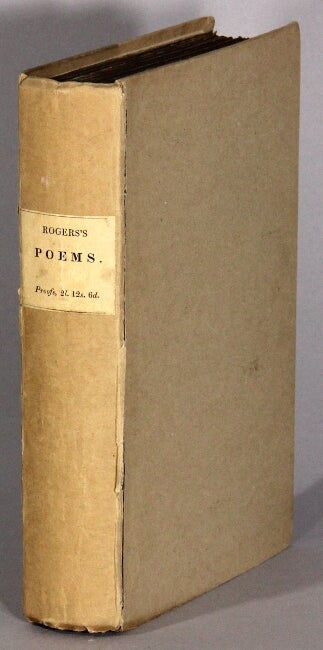 ROGERS'S
POEMS.
Proofs, 2l. 12s. 6d.